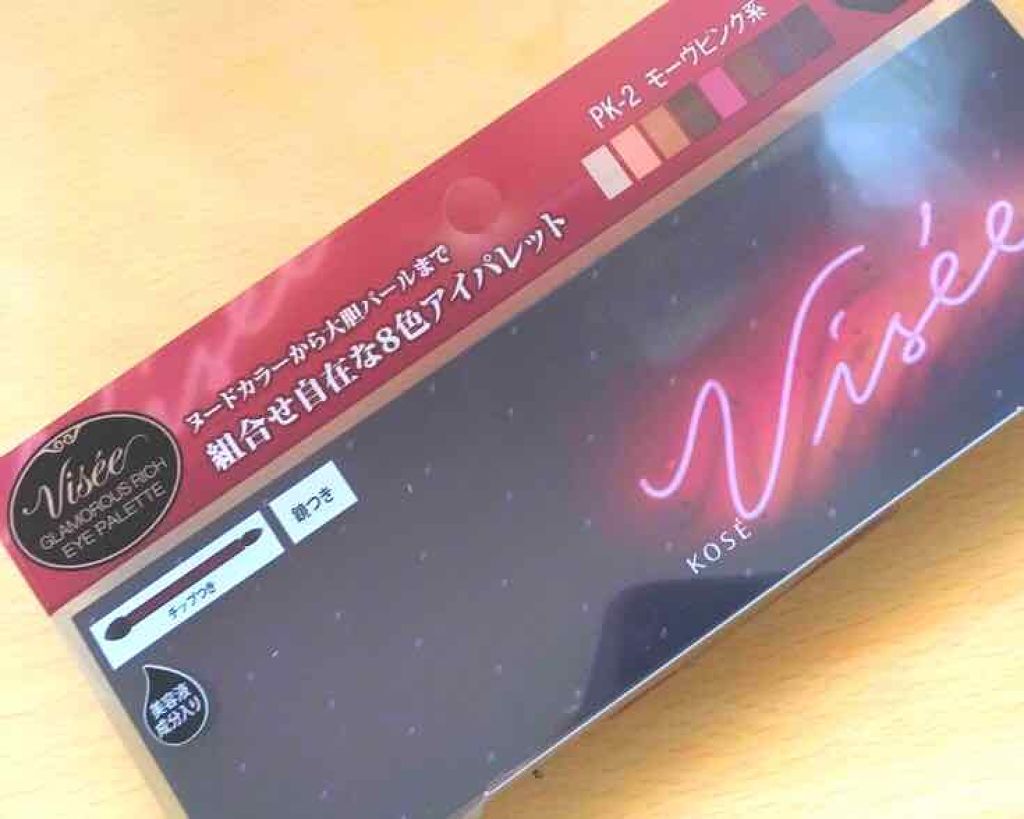 PK-2 モーヴピンク系
ヌードカラーから大胆パールまで
組合せ自在な8色アイパレット
Visée
GLAMOROUS RICH
EYE PALETTE
鏡つき
チップつき
美容液
成分入り
Visée
KOSÉ